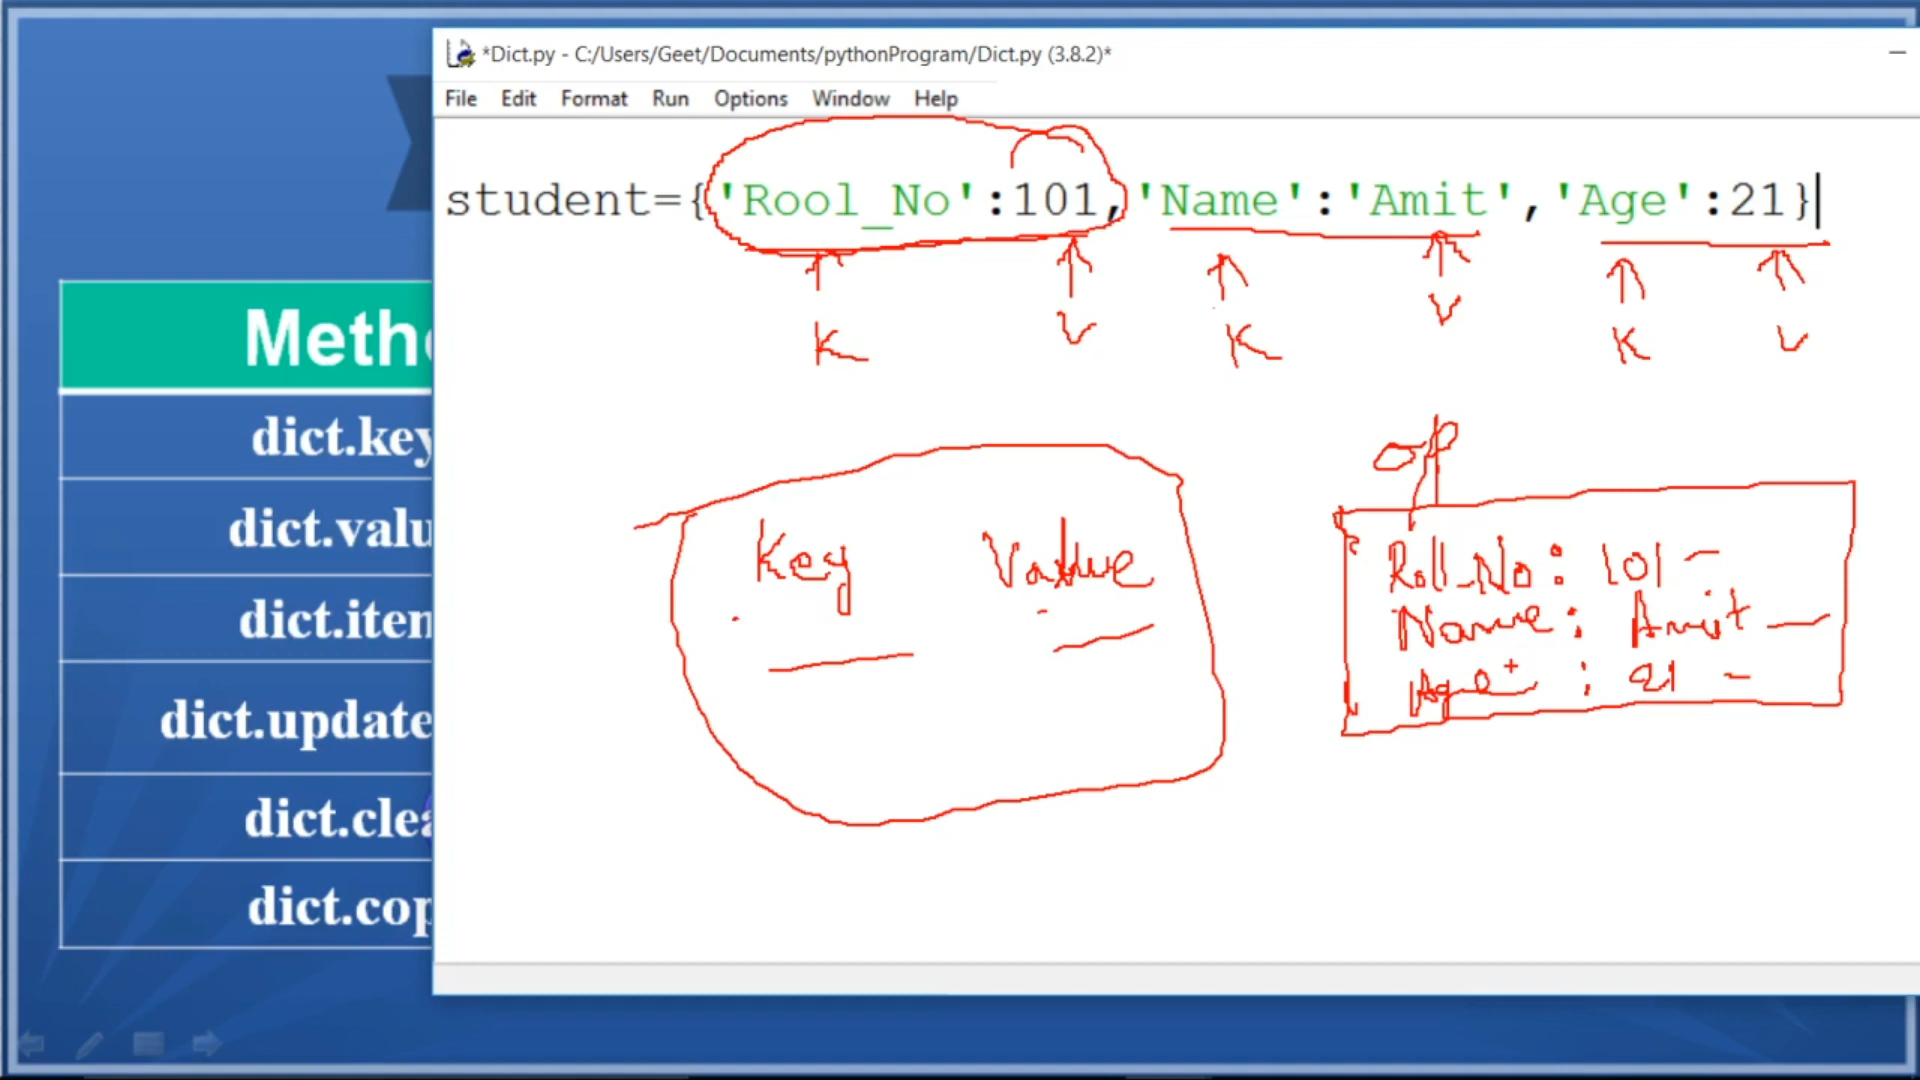 *Dict.py - C:/Users/Geet/Documents/pythonProgram/Dict.py (3.8.2)*
File Edit Format Run Options Window Help
student={'Rool_No':101,'Name':'Amit','Age':21}
K V K V K V
Meth
dict.key
dict.valu
dict.iten
dict.update
dict.clea
dict.cop
Key Value
o/p
Roll_No: 101
Name: Amit
Age : 21